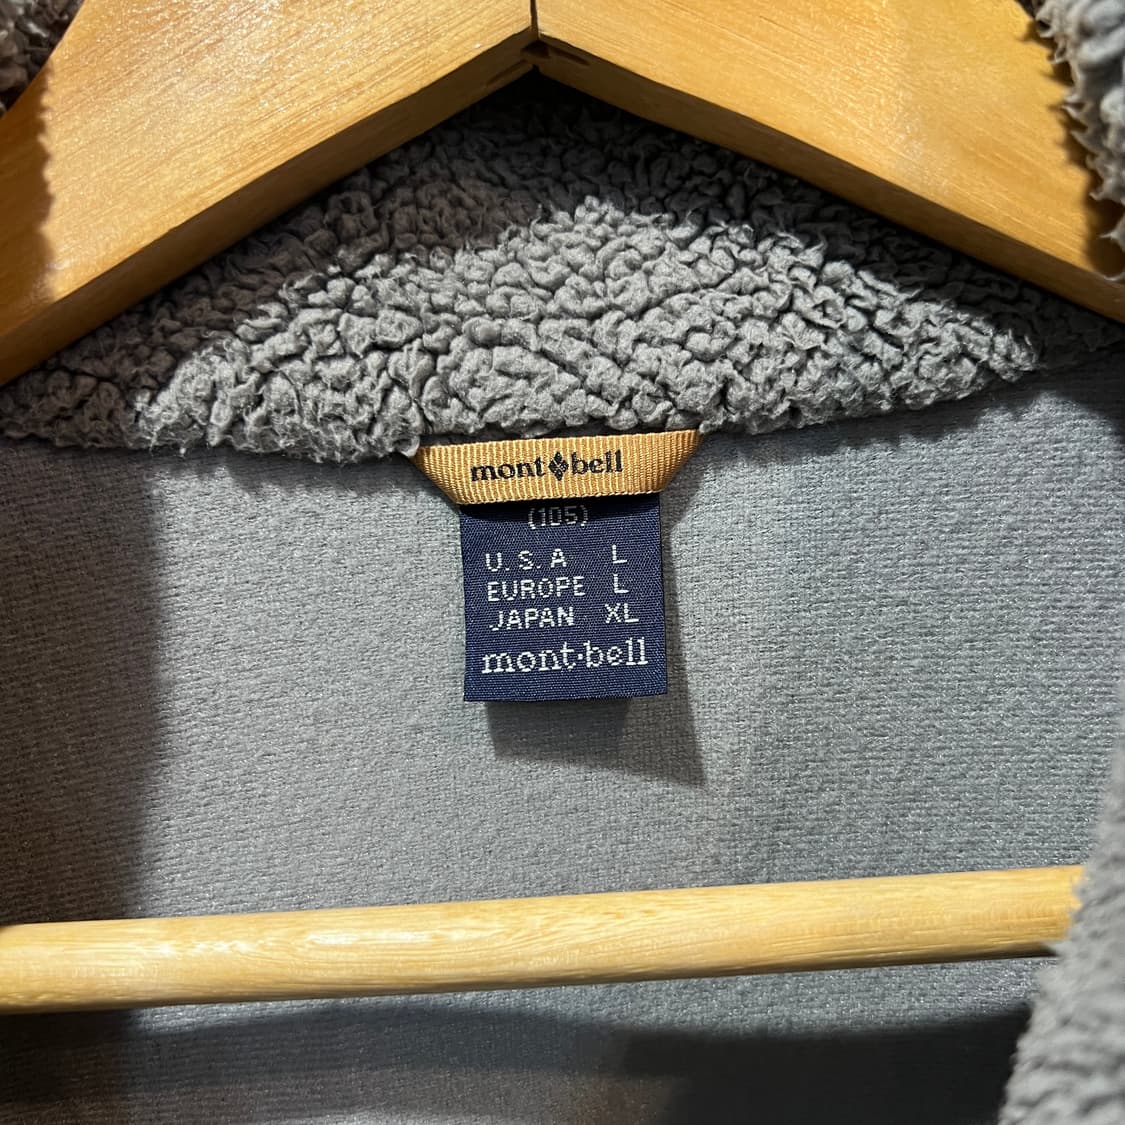 mont bell
(105)
U.S.A L
EUROPE L
JAPAN XL
mont·bell